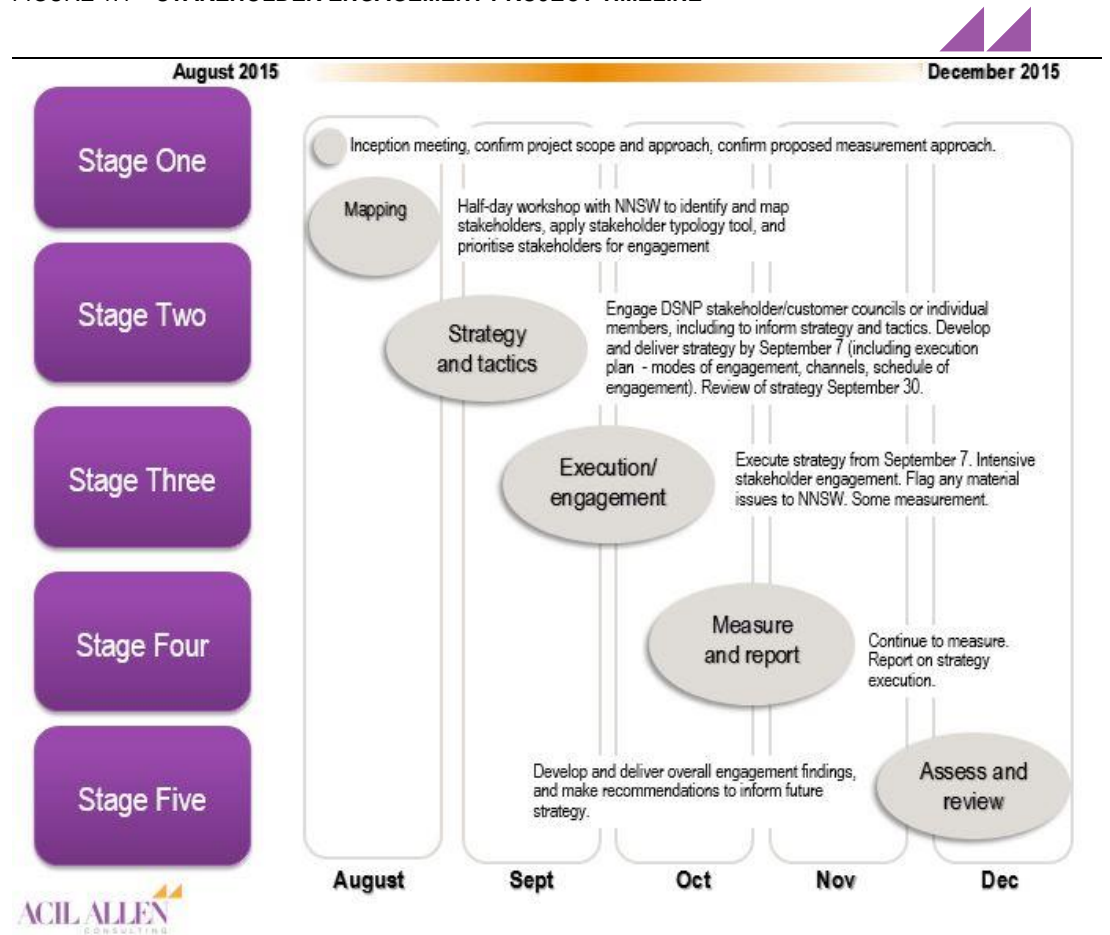 August 2015
December 2015
Stage One
Inception meeting, confirm project scope and approach, confirm proposed measurement approach.
Mapping
Half-day workshop with NNSW to identify and map
stakeholders, apply stakeholder typology tool, and
prioritise stakeholders for engagement
Stage Two
Strategy
and tactics
Engage DSNP stakeholder/customer councils or individual
members, including to inform strategy and tactics. Develop
and deliver strategy by September 7 (including execution
plan - modes of engagement, channels, schedule of
engagement). Review of strategy September 30.
Stage Three
Execution/
engagement
Execute strategy from September 7. Intensive
stakeholder engagement. Flag any material
issues to NNSW. Some measurement.
Stage Four
Measure
and report
Continue to measure.
Report on strategy
execution.
Stage Five
Develop and deliver overall engagement findings,
and make recommendations to inform future
strategy.
Assess and
review
August
Sept
Oct
Nov
Dec
ACIL ALLEN
CONSULTING